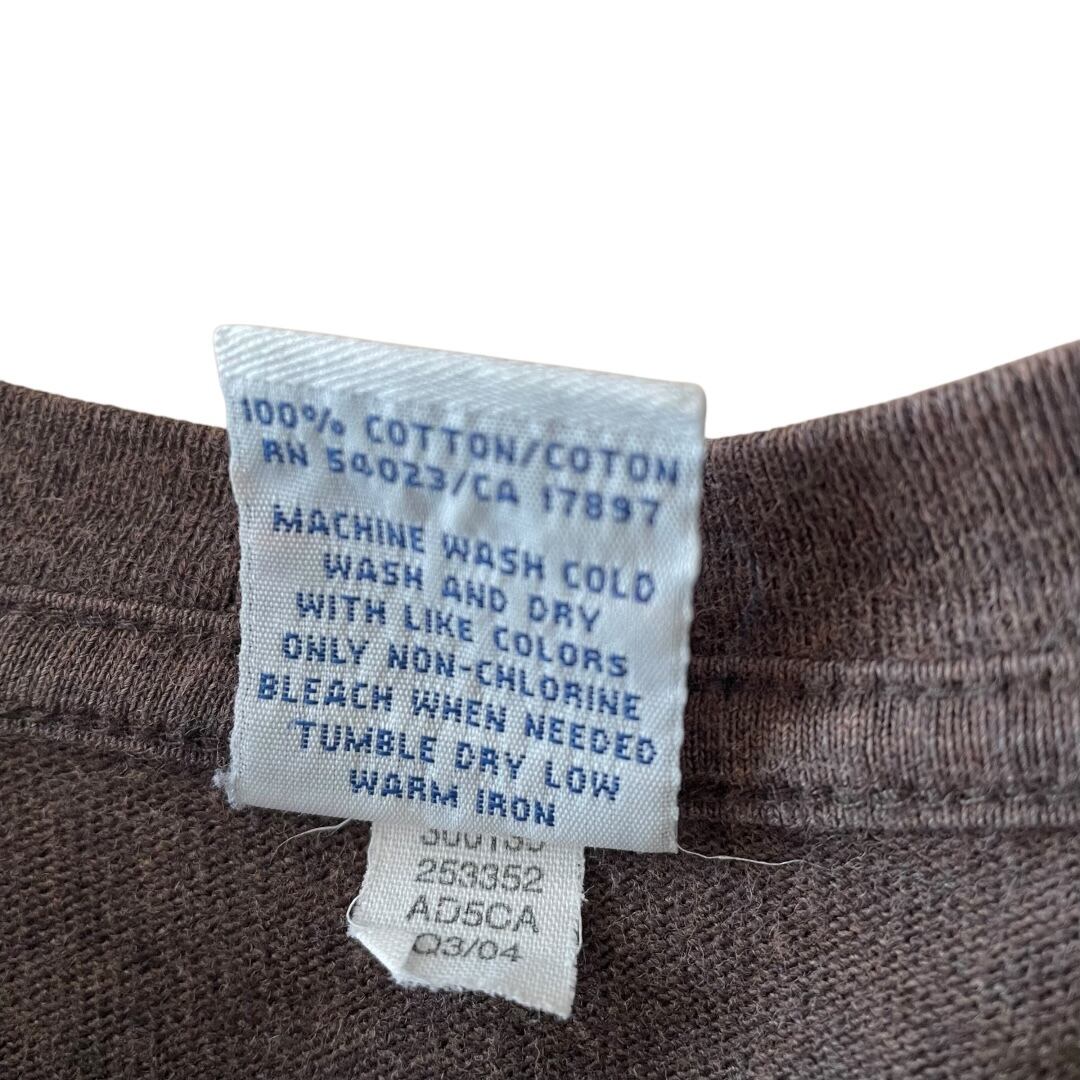 100% COTTON/COTON
RN 54023/CA 17897
MACHINE WASH COLD
WASH AND DRY
WITH LIKE COLORS
ONLY NON-CHLORINE
BLEACH WHEN NEEDED
TUMBLE DRY LOW
WARM IRON
253352
AD5CA
Q3/04